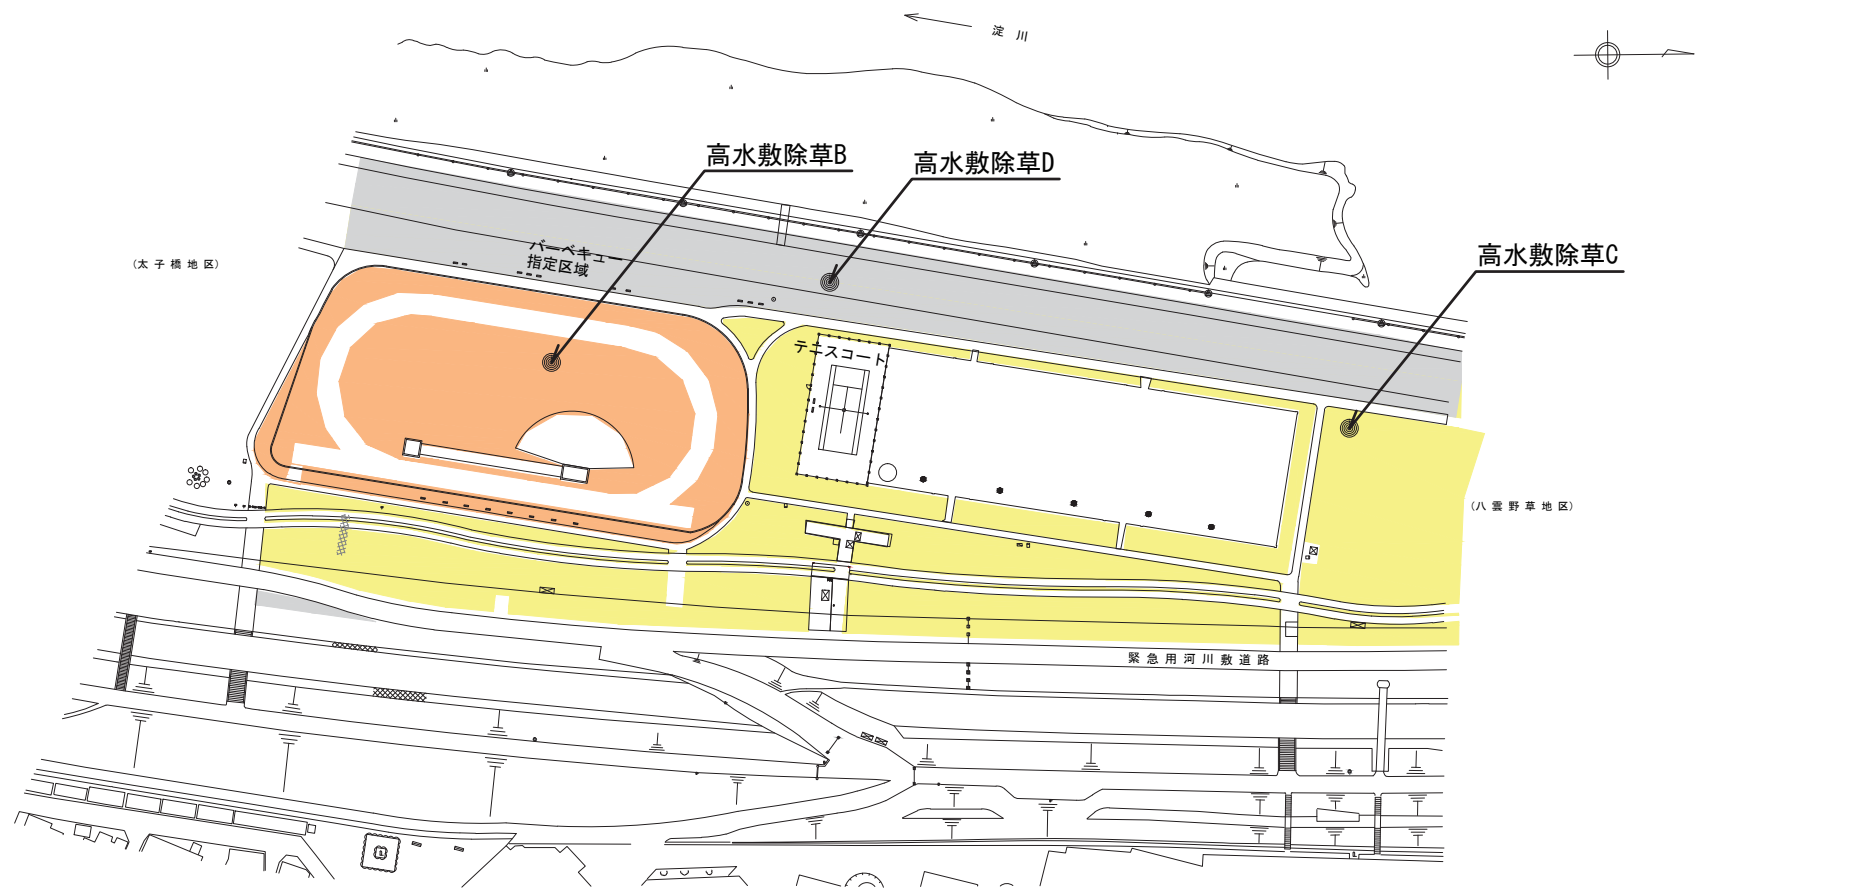 淀川
高水敷除草B
高水敷除草D
高水敷除草C
バーベキュー
指定区域
(太子橋地区)
テニスコート
(八雲野草地区)
緊急用河川敷道路